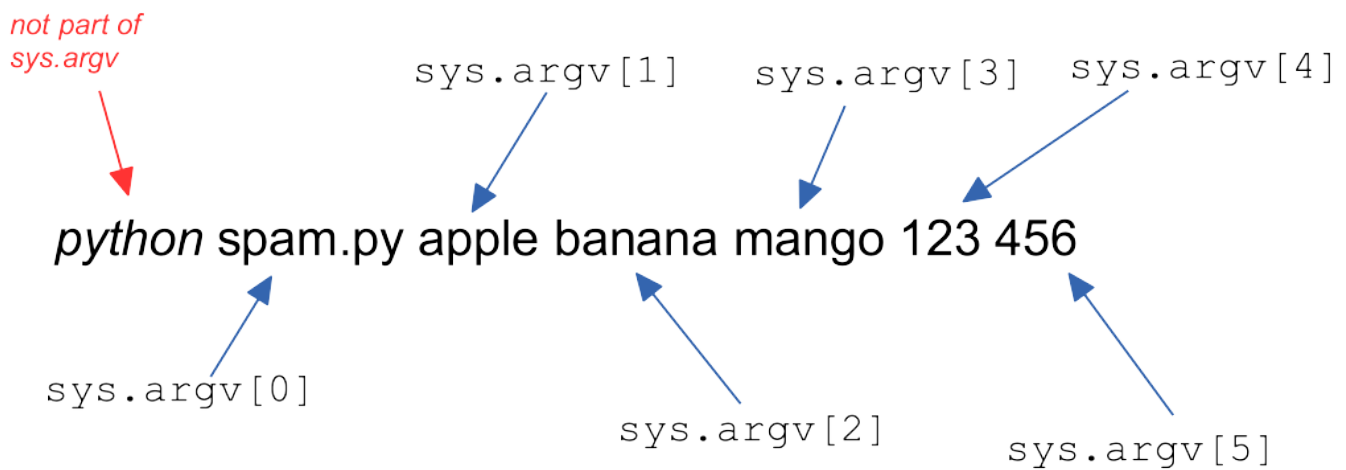 not part of
sys.argv
sys.argv[1]
sys.argv[3]
sys.argv[4]
python spam.py apple banana mango 123 456
sys.argv[0]
sys.argv[2]
sys.argv[5]